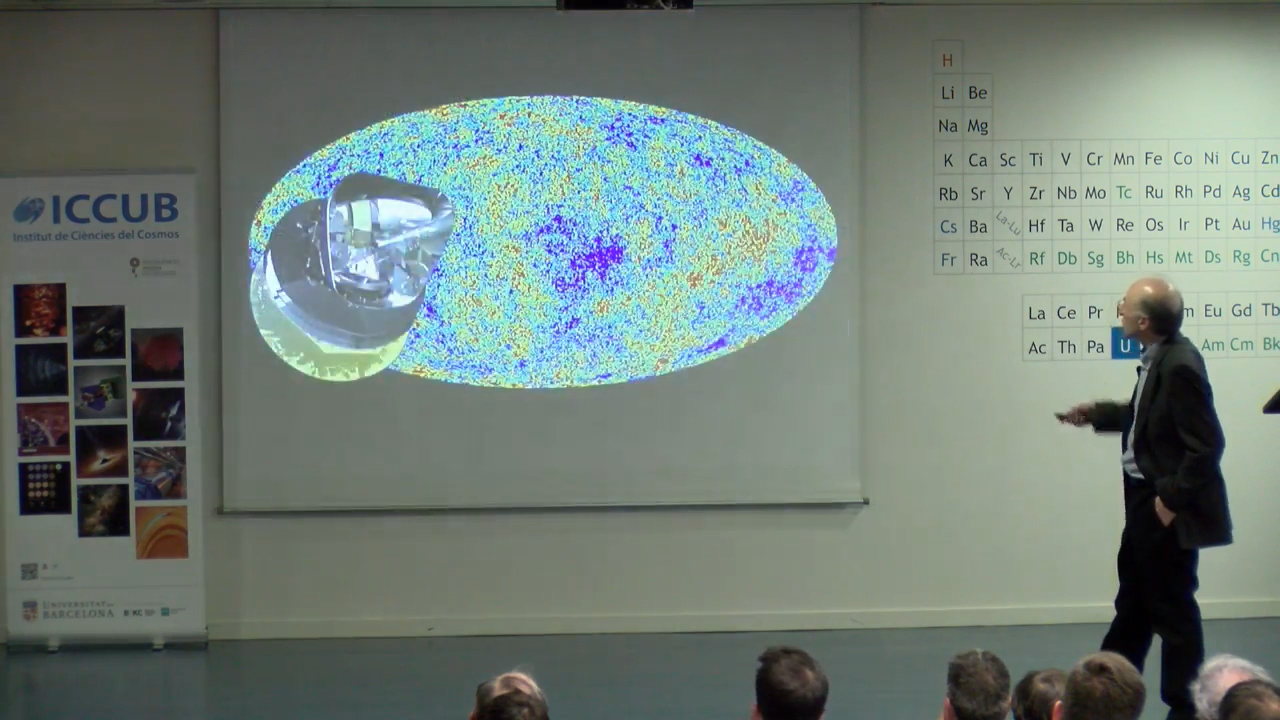 ICCUB
Institut de Ciències del Cosmos
UNIVERSITAT DE
BARCELONA
H
Li Be
Na Mg
K Ca Sc Ti V Cr Mn Fe Co Ni Cu Zn
Rb Sr Y Zr Nb Mo Tc Ru Rh Pd Ag Cd
Cs Ba La-Lu Hf Ta W Re Os Ir Pt Au Hg
Fr Ra Ac-Lr Rf Db Sg Bh Hs Mt Ds Rg Cn
La Ce Pr Eu Gd Tb
Ac Th Pa U Am Cm Bk